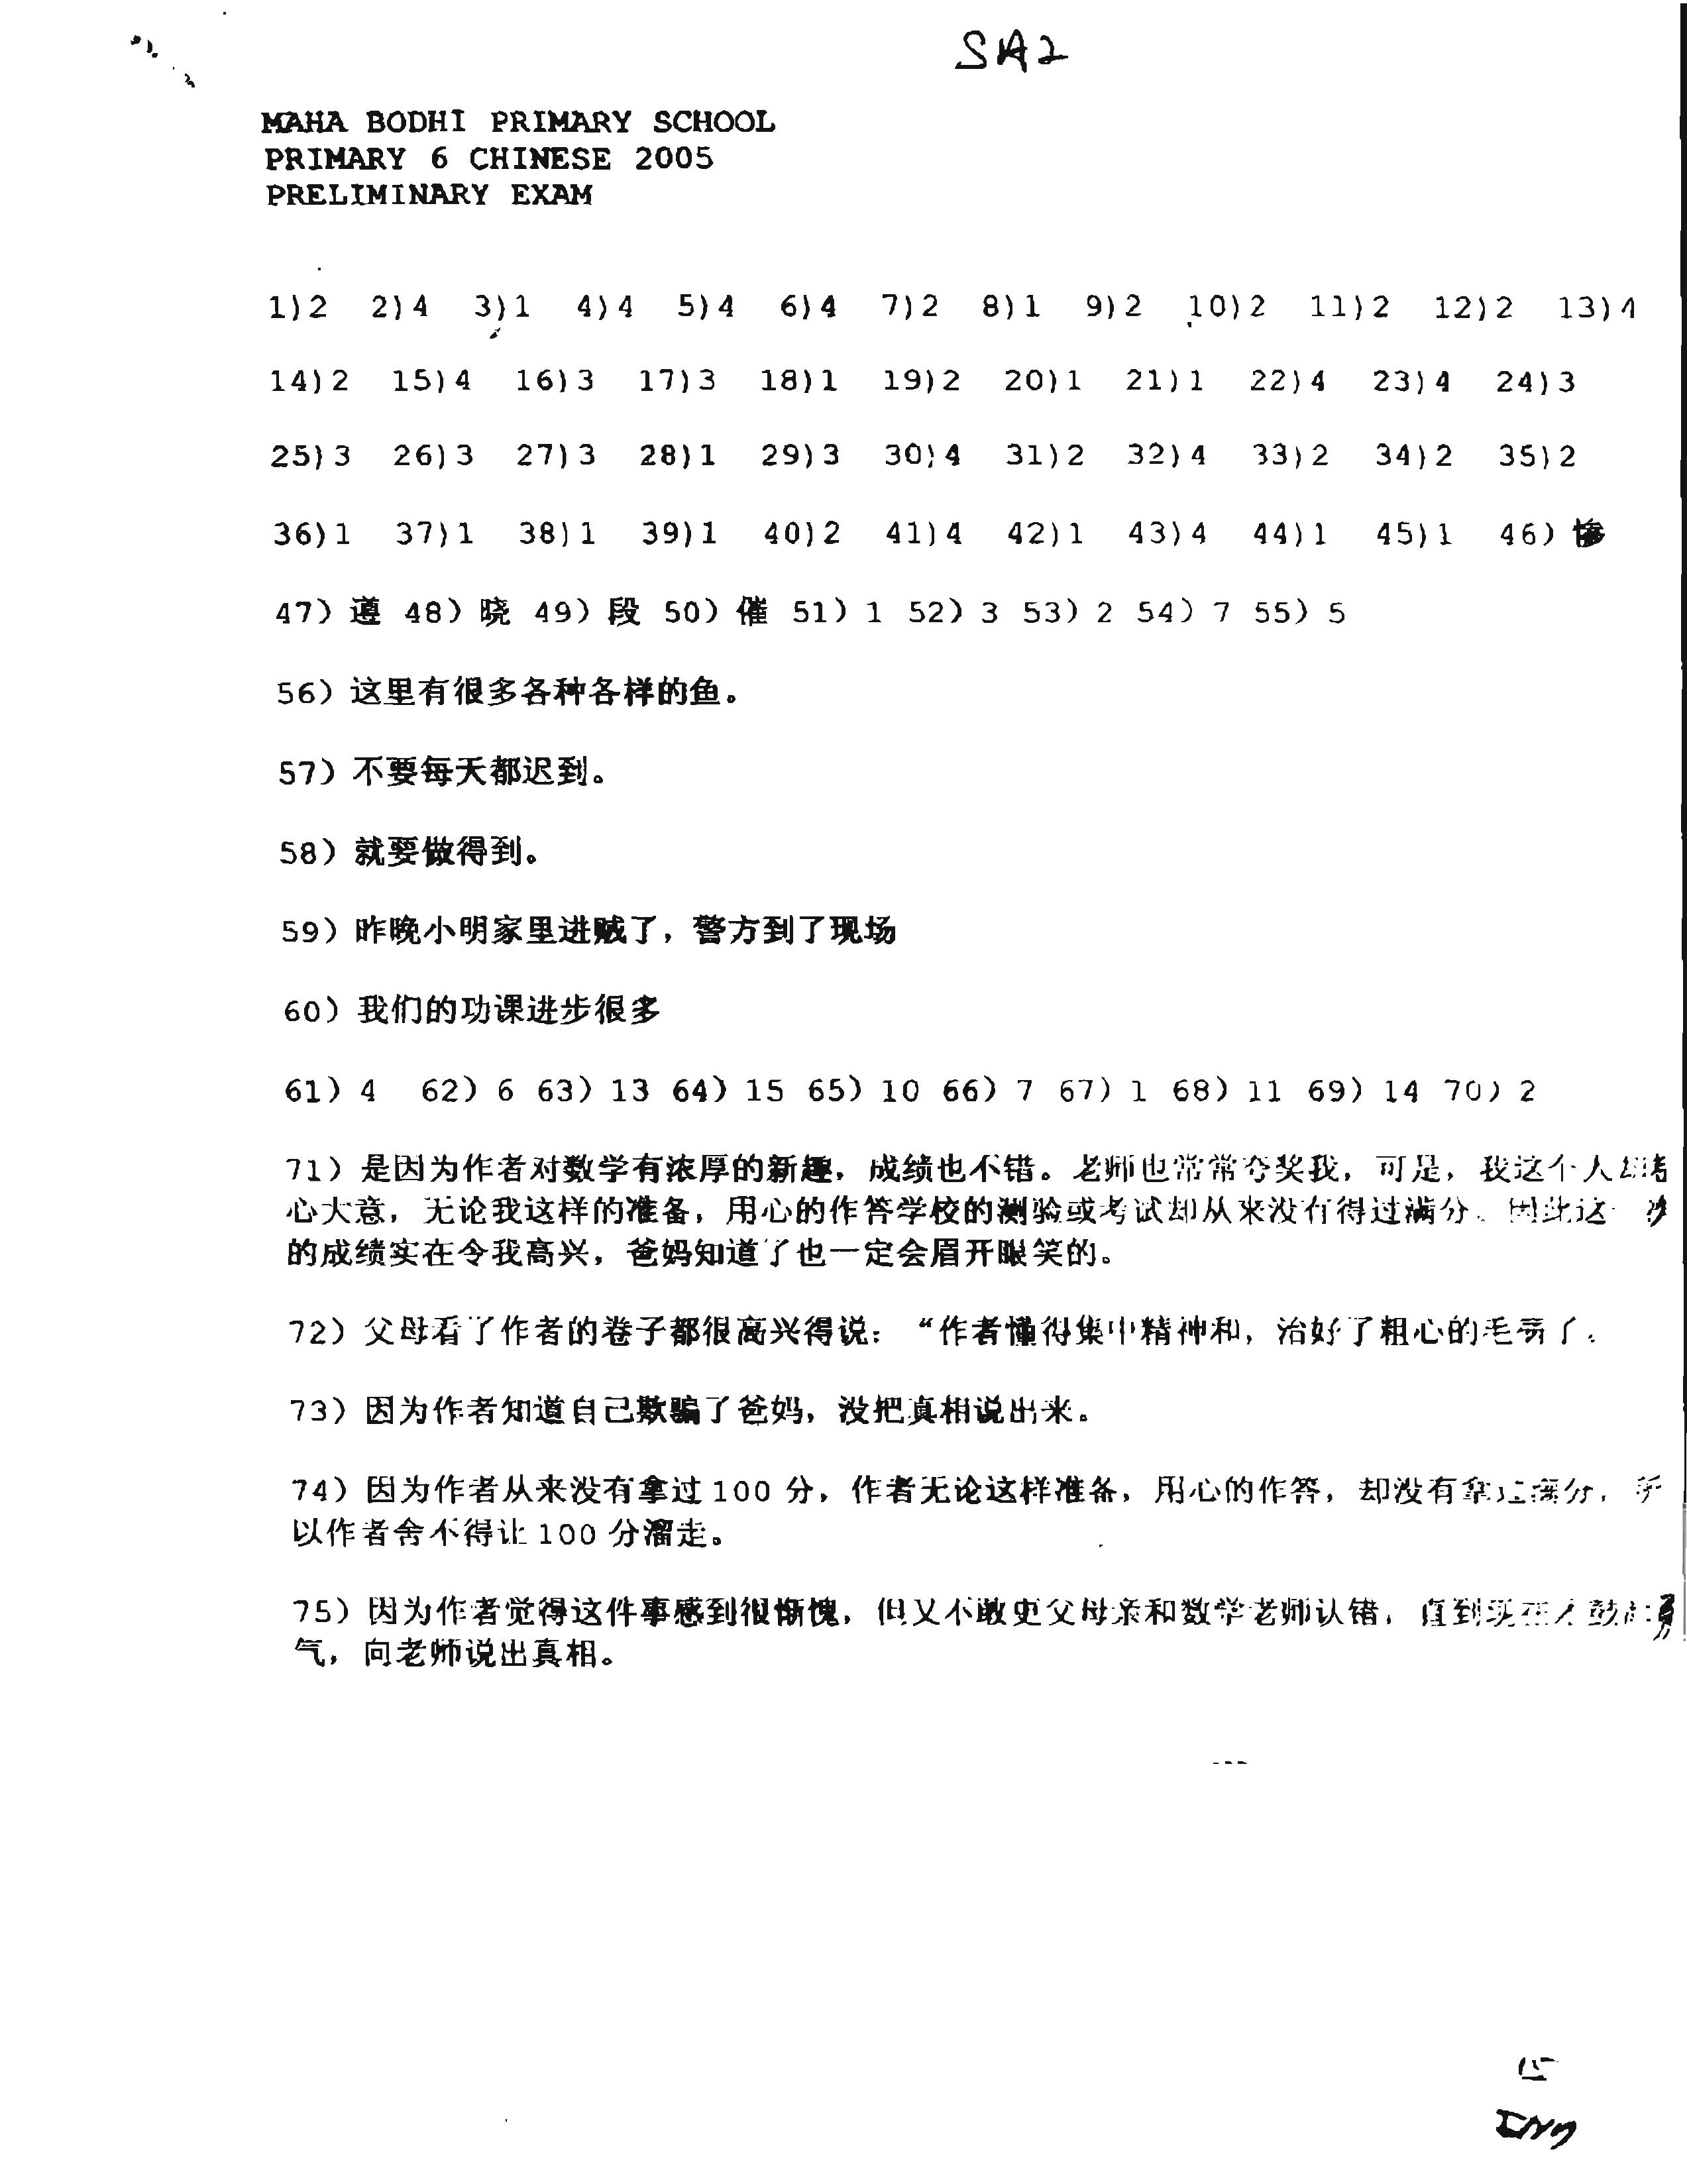 SA2
MAHA BODHI PRIMARY SCHOOL
PRIMARY 6 CHINESE 2005
PRELIMINARY EXAM
1)2 2)4 3)1 4)4 5)4 6)4 7)2 8)1 9)2 10)2 11)2 12)2 13)4
14)2 15)4 16)3 17)3 18)1 19)2 20)1 21)1 22)4 23)4 24)3
25)3 26)3 27)3 28)1 29)3 30)4 31)2 32)4 33)2 34)2 35)2
36)1 37)1 38)1 39)1 40)2 41)4 42)1 43)4 44)1 45)1 46) 惨
47) 遵 48) 晓 49) 段 50) 催 51) 1 52) 3 53) 2 54) 7 55) 5
56) 这里有很多各种各样的鱼。
57) 不要每天都迟到。
58) 就要做得到。
59) 昨晚小明家里进贼了，警方到了现场
60) 我们的功课进步很多
61) 4 62) 6 63) 13 64) 15 65) 10 66) 7 67) 1 68) 11 69) 14 70) 2
71) 是因为作者对数学有浓厚的新趣，成绩也不错。老师也常常夸奖我，可是，我这个人
心大意，无论我这样的准备，用心的作答学校的测验或考试却从来没有得过满分。因此这
的成绩实在令我高兴，爸妈知道了也一定会眉开眼笑的。
72) 父母看了作者的卷子都很高兴得说：“作者懂得集中精神和，治好了粗心的毛病了。
73) 因为作者知道自己欺骗了爸妈，没把真相说出来。
74) 因为作者从来没有拿过 100 分，作者无论这样准备，用心的作答，却没有拿过满分，所
以作者舍不得让 100 分溜走。
75) 因为作者觉得这件事感到很惭愧，但又不敢更父母亲和数学老师认错，直到现在才鼓起
气，向老师说出真相。